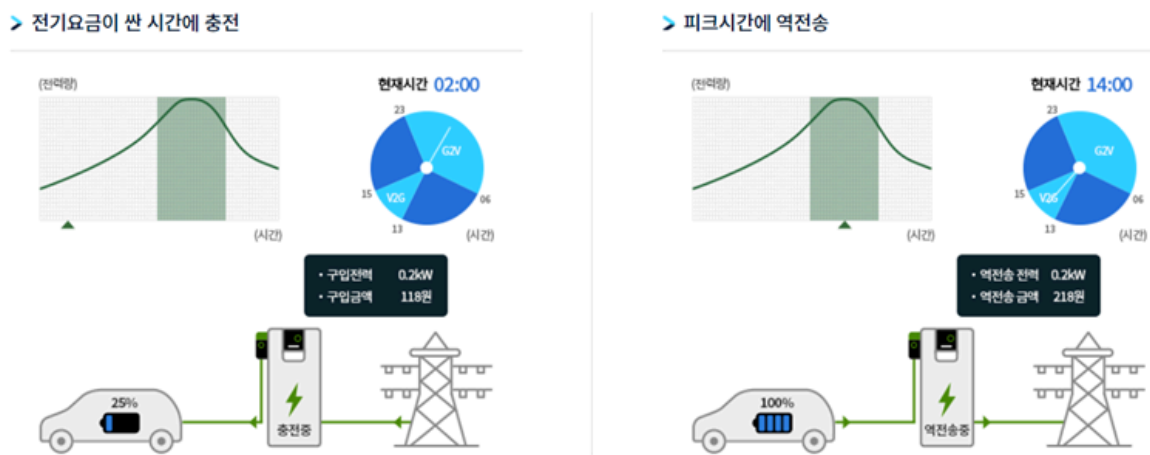 전기요금이 싼 시간에 충전
(전력량)
현재시간 02:00
23
G2V
15
V2G
06
13
(시간)
(시간)
• 구입전력 0.2kW
• 구입금액 118원
25%
충전중
피크시간에 역전송
(전력량)
현재시간 14:00
23
G2V
15
V2G
06
13
(시간)
(시간)
• 역전송 전력 0.2kW
• 역전송 금액 218원
100%
역전송중